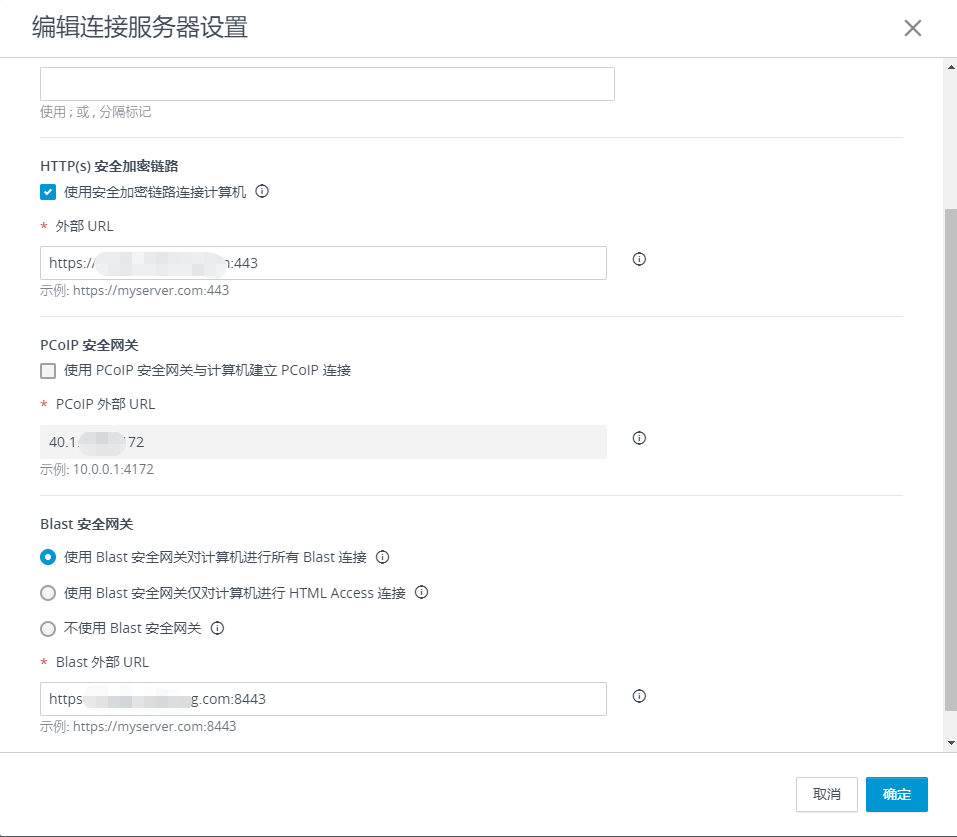 编辑连接服务器设置
使用 ; 或 , 分隔标记
HTTP(s) 安全加密链路
使用安全加密链路连接计算机
* 外部 URL
https://    :443
示例: https://myserver.com:443
PCoIP 安全网关
使用 PCoIP 安全网关与计算机建立 PCoIP 连接
* PCoIP 外部 URL
40.1    172
示例: 10.0.0.1:4172
Blast 安全网关
使用 Blast 安全网关对计算机进行所有 Blast 连接
使用 Blast 安全网关仅对计算机进行 HTML Access 连接
不使用 Blast 安全网关
* Blast 外部 URL
https    g.com:8443
示例: https://myserver.com:8443
取消
确定